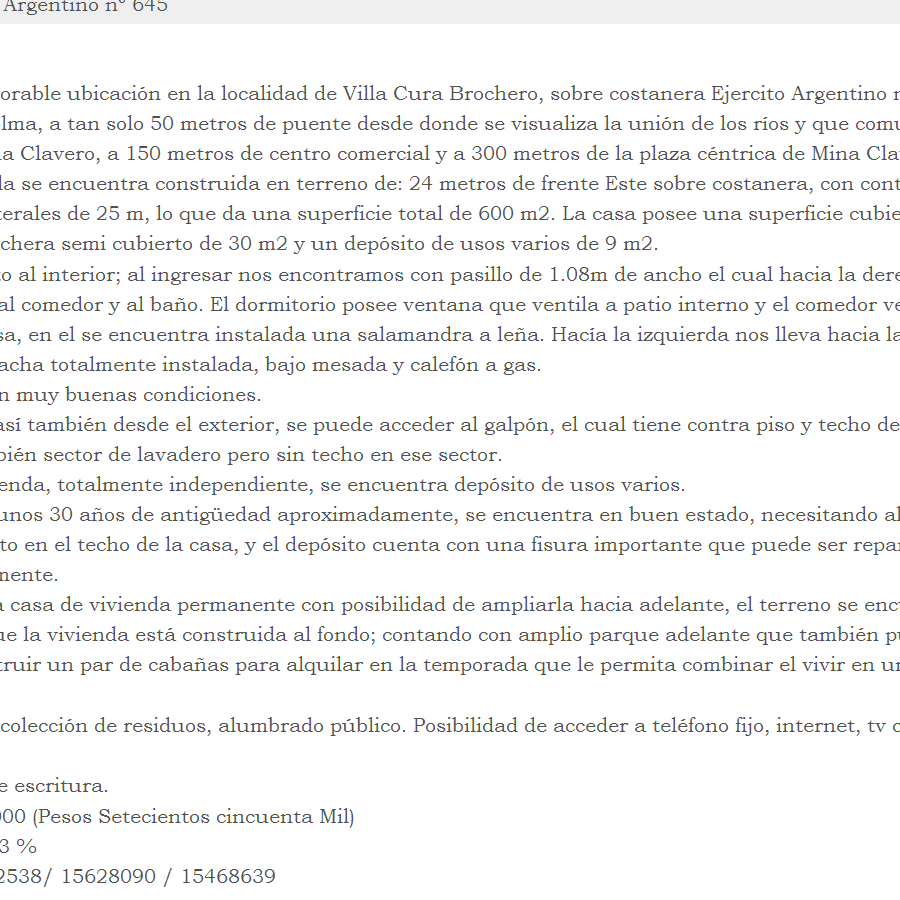 Argentino nº 645
orable ubicación en la localidad de Villa Cura Brochero, sobre costanera Ejercito Argentino
lma, a tan solo 50 metros de puente desde donde se visualiza la unión de los ríos y que comu
a Clavero, a 150 metros de centro comercial y a 300 metros de la plaza céntrica de Mina Cla
da se encuentra construida en terreno de: 24 metros de frente Este sobre costanera, con cont
terales de 25 m, lo que da una superficie total de 600 m2. La casa posee una superficie cubie
chera semi cubierto de 30 m2 y un depósito de usos varios de 9 m2.
o al interior; al ingresar nos encontramos con pasillo de 1.08m de ancho el cual hacia la dere
al comedor y al baño. El dormitorio posee ventana que ventila a patio interno y el comedor ve
sa, en el se encuentra instalada una salamandra a leña. Hacía la izquierda nos lleva hacia la
acha totalmente instalada, bajo mesada y calefón a gas.
n muy buenas condiciones.
así también desde el exterior, se puede acceder al galpón, el cual tiene contra piso y techo de
bién sector de lavadero pero sin techo en ese sector.
enda, totalmente independiente, se encuentra depósito de usos varios.
unos 30 años de antigüedad aproximadamente, se encuentra en buen estado, necesitando al
to en el techo de la casa, y el depósito cuenta con una fisura importante que puede ser repa
mente.
a casa de vivienda permanente con posibilidad de ampliarla hacia adelante, el terreno se enc
ue la vivienda está construida al fondo; contando con amplio parque adelante que también p
truir un par de cabañas para alquilar en la temporada que le permita combinar el vivir en u
colección de residuos, alumbrado público. Posibilidad de acceder a teléfono fijo, internet, tv c
e escritura.
000 (Pesos Setecientos cincuenta Mil)
3 %
2538/ 15628090 / 15468639